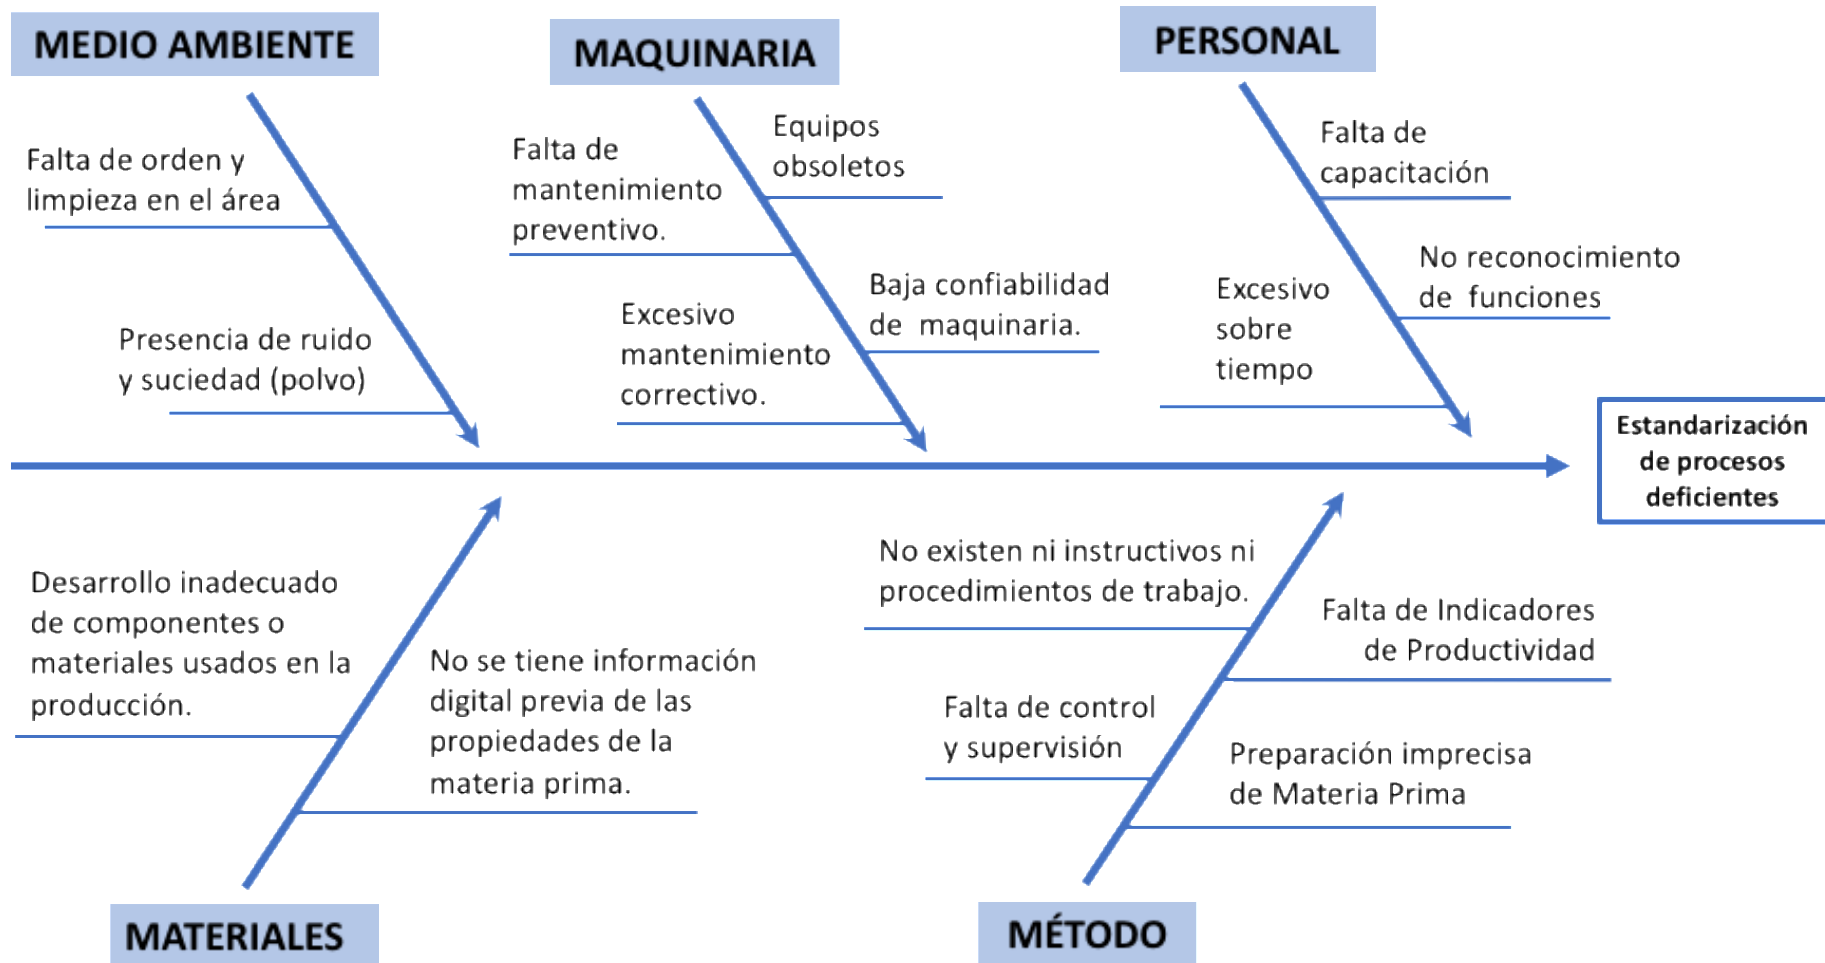 MEDIO AMBIENTE
Falta de orden y
limpieza en el área
Presencia de ruido
y suciedad (polvo)
MAQUINARIA
Equipos
obsoletos
Falta de
mantenimiento
preventivo.
Baja confiabilidad
de maquinaria.
Excesivo
mantenimiento
correctivo.
PERSONAL
Falta de
capacitación
No reconocimiento
de funciones
Excesivo
sobre
tiempo
Estandarización
de procesos
deficientes
Desarrollo inadecuado
de componentes o
materiales usados en la
producción.
No se tiene información
digital previa de las
propiedades de la
materia prima.
MATERIALES
No existen ni instructivos ni
procedimientos de trabajo.
Falta de Indicadores
de Productividad
Falta de control
y supervisión
Preparación imprecisa
de Materia Prima
MÉTODO